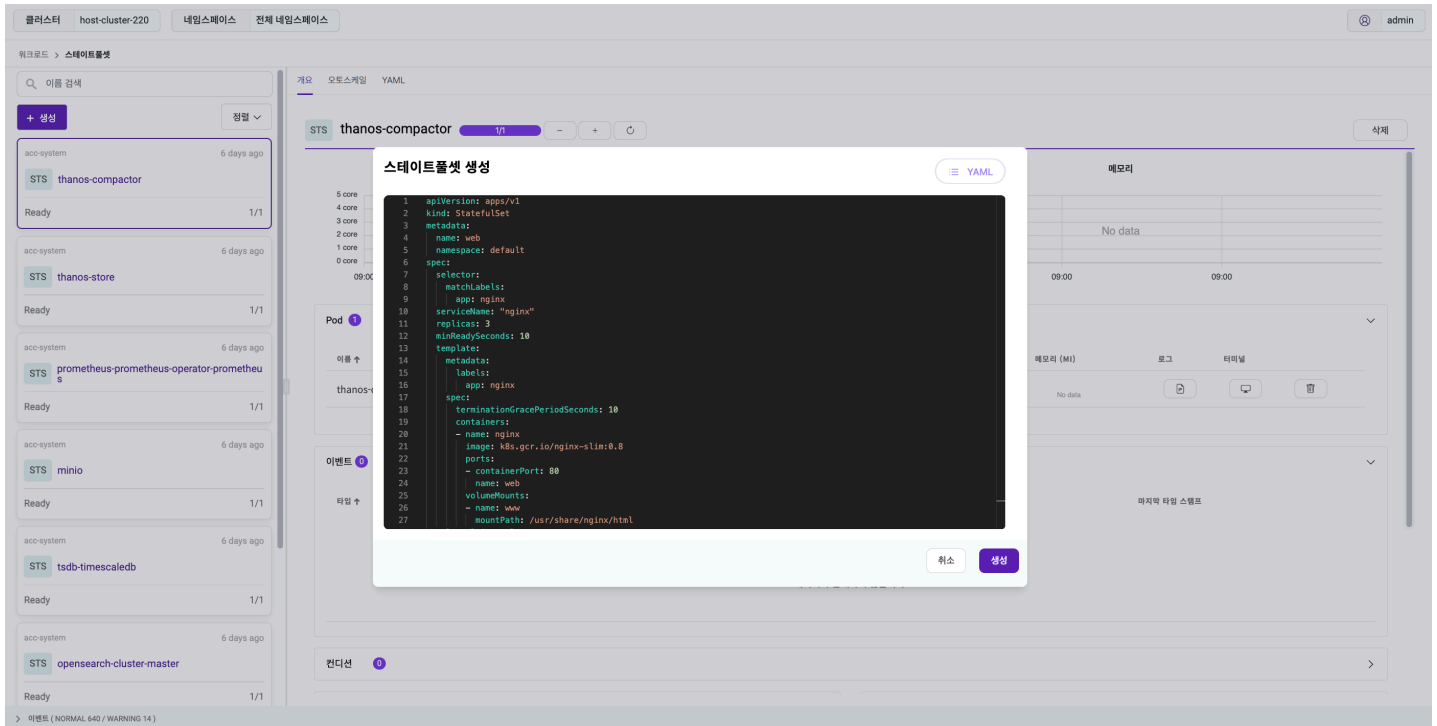 클러스터 host-cluster-220 네임스페이스 전체 네임스페이스 admin
워크로드 > 스테이트풀셋
이름 검색
+ 생성 정렬
acc-system 6 days ago
STS thanos-compactor
Ready 1/1
acc-system 6 days ago
STS thanos-store
Ready 1/1
acc-system 6 days ago
STS prometheus-prometheus-operator-prometheu
s
Ready 1/1
acc-system 6 days ago
STS minio
Ready 1/1
acc-system 6 days ago
STS tsdb-timescaledb
Ready 1/1
acc-system 6 days ago
STS opensearch-cluster-master
Ready 1/1
개요 오토스케일 YAML
STS thanos-compactor 1/1 - + 삭제
메모리
5 core
4 core
3 core
2 core
1 core
0 core
No data
09:00 09:00
Pod 1
이름 ↑ 메모리 (MI) 로그 터미널
No data
이벤트 0
타임 ↑ 마지막 타임 스탬프
컨디션 0
스테이트풀셋 생성 YAML
1 apiVersion: apps/v1
2 kind: StatefulSet
3 metadata:
4 name: web
5 namespace: default
6 spec:
7 selector:
8 matchLabels:
9 app: nginx
10 serviceName: "nginx"
11 replicas: 3
12 minReadySeconds: 10
13 template:
14 metadata:
15 labels:
16 app: nginx
17 spec:
18 terminationGracePeriodSeconds: 10
19 containers:
20 - name: nginx
21 image: k8s.gcr.io/nginx-slim:0.8
22 ports:
23 - containerPort: 80
24 name: web
25 volumeMounts:
26 - name: www
27 mountPath: /usr/share/nginx/html
취소 생성
> 이벤트 ( NORMAL 640 / WARNING 14 )